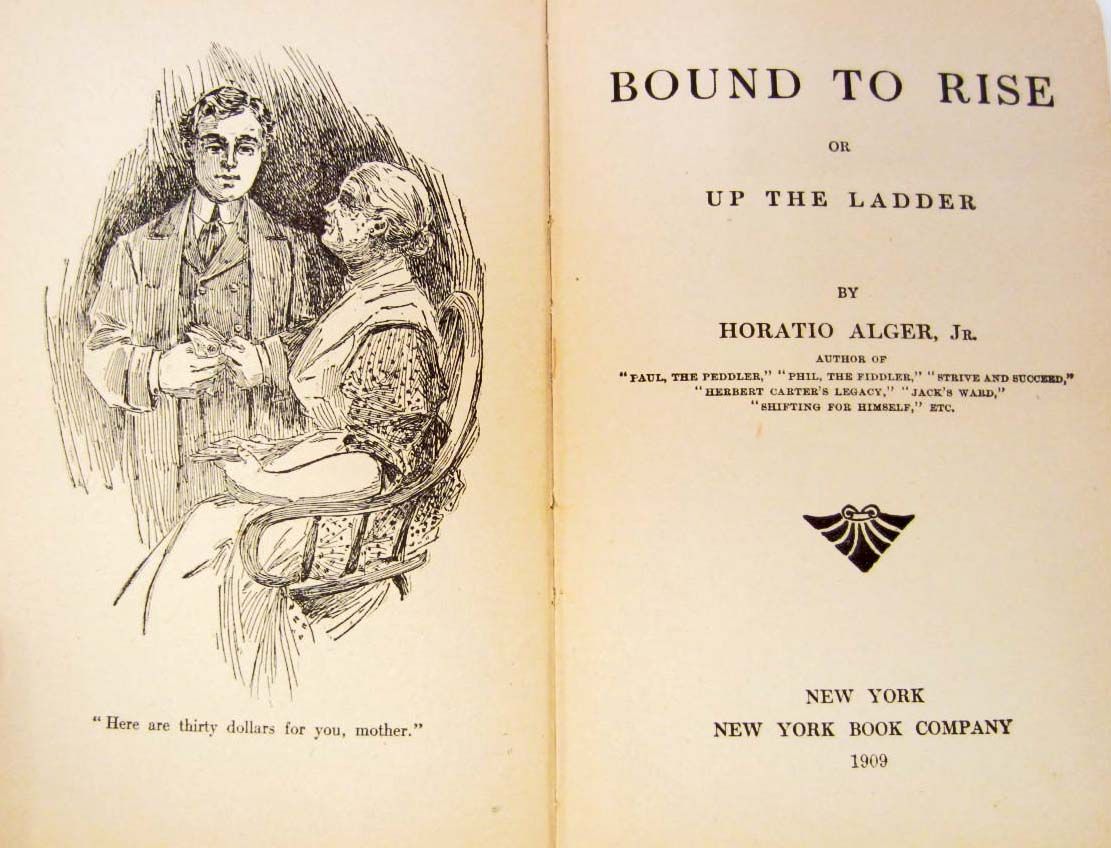 "Here are thirty dollars for you, mother."
BOUND TO RISE
OR
UP THE LADDER
BY
HORATIO ALGER, JR.
AUTHOR OF
"PAUL, THE PEDDLER," "PHIL, THE FIDDLER," "STRIVE AND SUCCEED,"
"HERBERT CARTER'S LEGACY," "JACK'S WARD,"
"SHIFTING FOR HIMSELF," ETC.
NEW YORK
NEW YORK BOOK COMPANY
1909